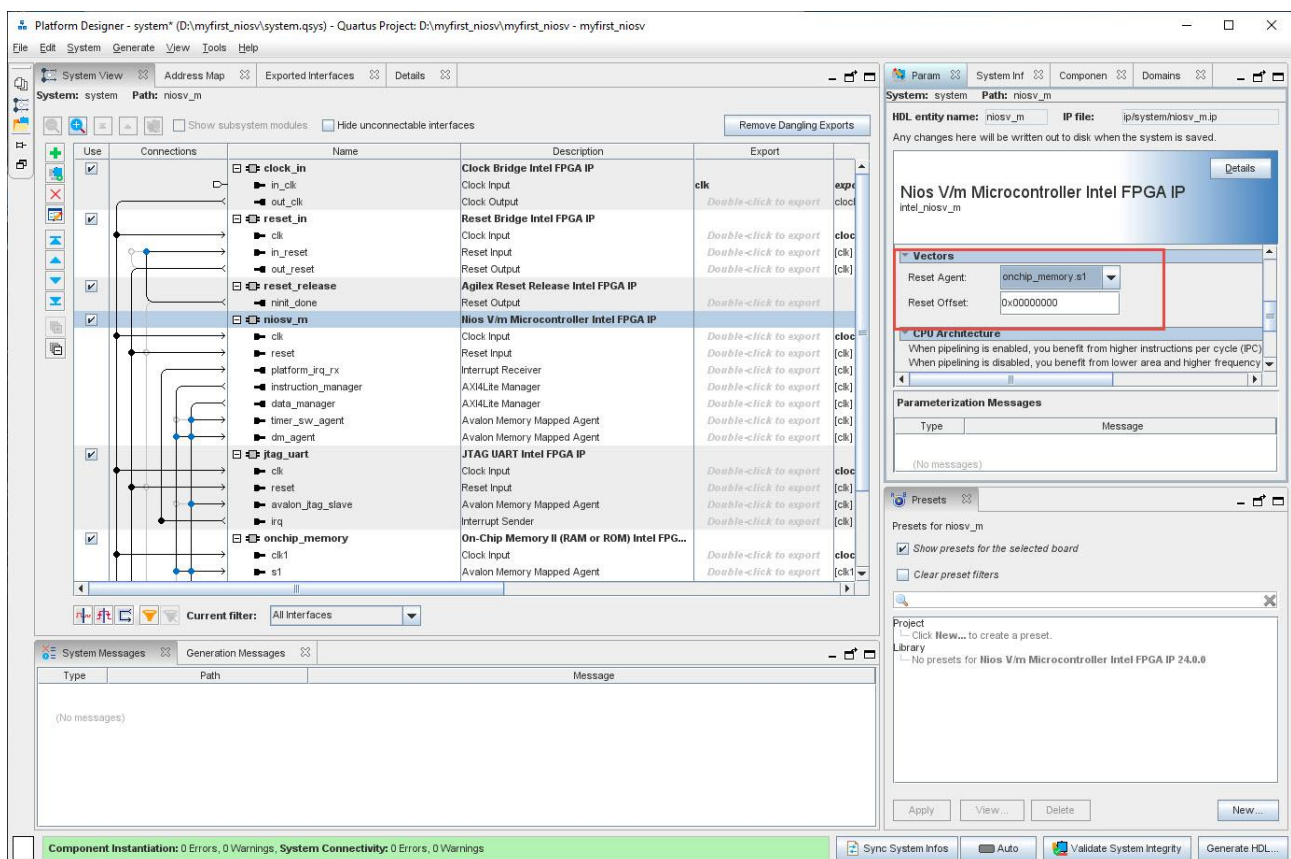 Platform Designer - system* (D:\myfirst_niosv\system.qsys) - Quartus Project: D:\myfirst_niosv\myfirst_niosv - myfirst_niosv
File Edit System Generate View Tools Help
System View Address Map Exported Interfaces Details
System: system Path: niosv_m
Show subsystem modules Hide unconnectable interfaces Remove Dangling Exports
Use Connections Name Description Export
clock_in Clock Bridge Intel FPGA IP
in_clk Clock Input clk expo
out_clk Clock Output Double-click to export clocl
reset_in Reset Bridge Intel FPGA IP
clk Clock Input Double-click to export cloc
in_reset Reset Input Double-click to export [clk]
out_reset Reset Output Double-click to export [clk]
reset_release Agilex Reset Release Intel FPGA IP
ninit_done Reset Output Double-click to export
niosv_m Nios V/m Microcontroller Intel FPGA IP
clk Clock Input Double-click to export cloc
reset Reset Input Double-click to export [clk]
platform_irq_rx Interrupt Receiver Double-click to export [clk]
instruction_manager AXI4Lite Manager Double-click to export [clk]
data_manager AXI4Lite Manager Double-click to export [clk]
timer_sw_agent Avalon Memory Mapped Agent Double-click to export [clk]
dm_agent Avalon Memory Mapped Agent Double-click to export [clk]
jtag_uart JTAG UART Intel FPGA IP
clk Clock Input Double-click to export cloc
reset Reset Input Double-click to export [clk]
avalon_jtag_slave Avalon Memory Mapped Agent Double-click to export [clk]
irq Interrupt Sender Double-click to export [clk]
onchip_memory On-Chip Memory II (RAM or ROM) Intel FPG...
clk1 Clock Input Double-click to export cloc
s1 Avalon Memory Mapped Agent Double-click to export [clk1
Current filter: All Interfaces
System Messages Generation Messages
Type Path Message
(No messages)
Param System Inf Componen Domains
System: system Path: niosv_m
HDL entity name: niosv_m IP file: ip/system/niosv_m.ip
Any changes here will be written out to disk when the system is saved.
Details
Nios V/m Microcontroller Intel FPGA IP
intel_niosv_m
Vectors
Reset Agent: onchip_memory.s1
Reset Offset: 0x00000000
CPU Architecture
When pipelining is enabled, you benefit from higher instructions per cycle (IPC)
When pipelining is disabled, you benefit from lower area and higher frequency
Parameterization Messages
Type Message
(No messages)
Presets
Presets for niosv_m
Show presets for the selected board
Clear preset filters
Project
Click New... to create a preset.
Library
No presets for Nios V/m Microcontroller Intel FPGA IP 24.0.0
Apply View... Delete New...
Component Instantiation: 0 Errors, 0 Warnings, System Connectivity: 0 Errors, 0 Warnings
Sync System Infos Auto Validate System Integrity Generate HDL...